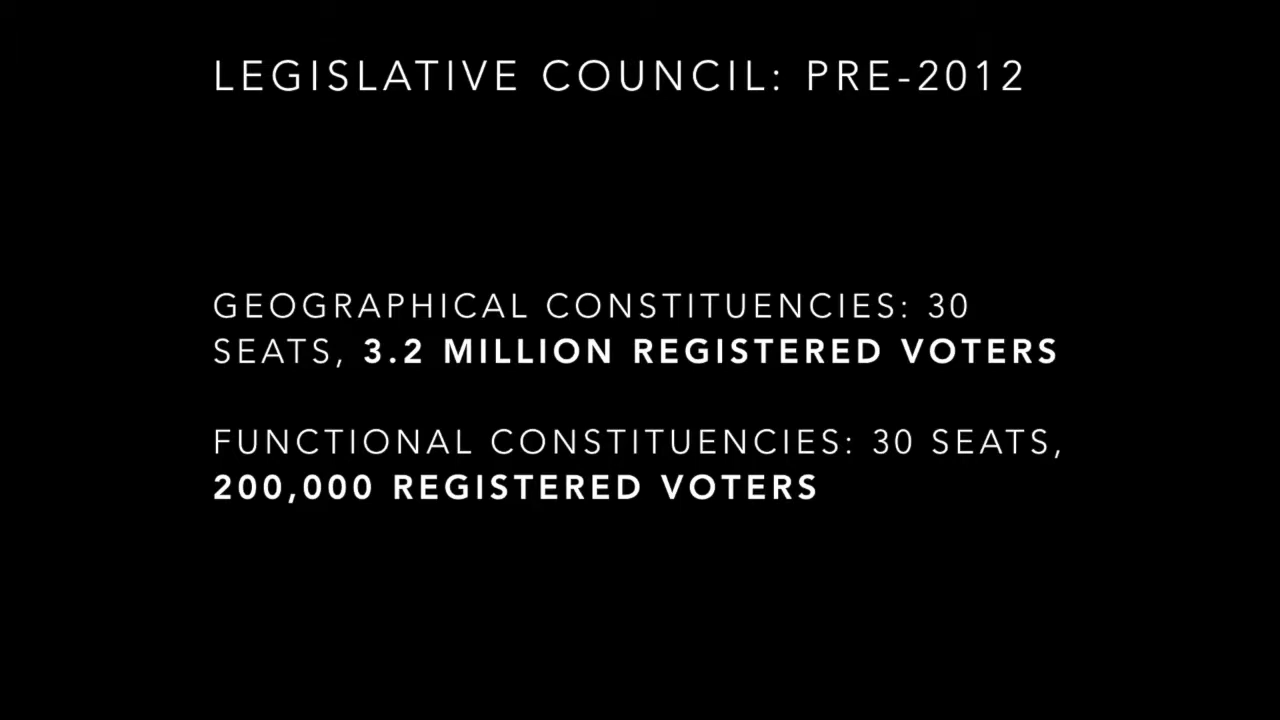 LEGISLATIVE COUNCIL: PRE-2012
GEOGRAPHICAL CONSTITUENCIES: 30
SEATS, 3.2 MILLION REGISTERED VOTERS
FUNCTIONAL CONSTITUENCIES: 30 SEATS,
200,000 REGISTERED VOTERS